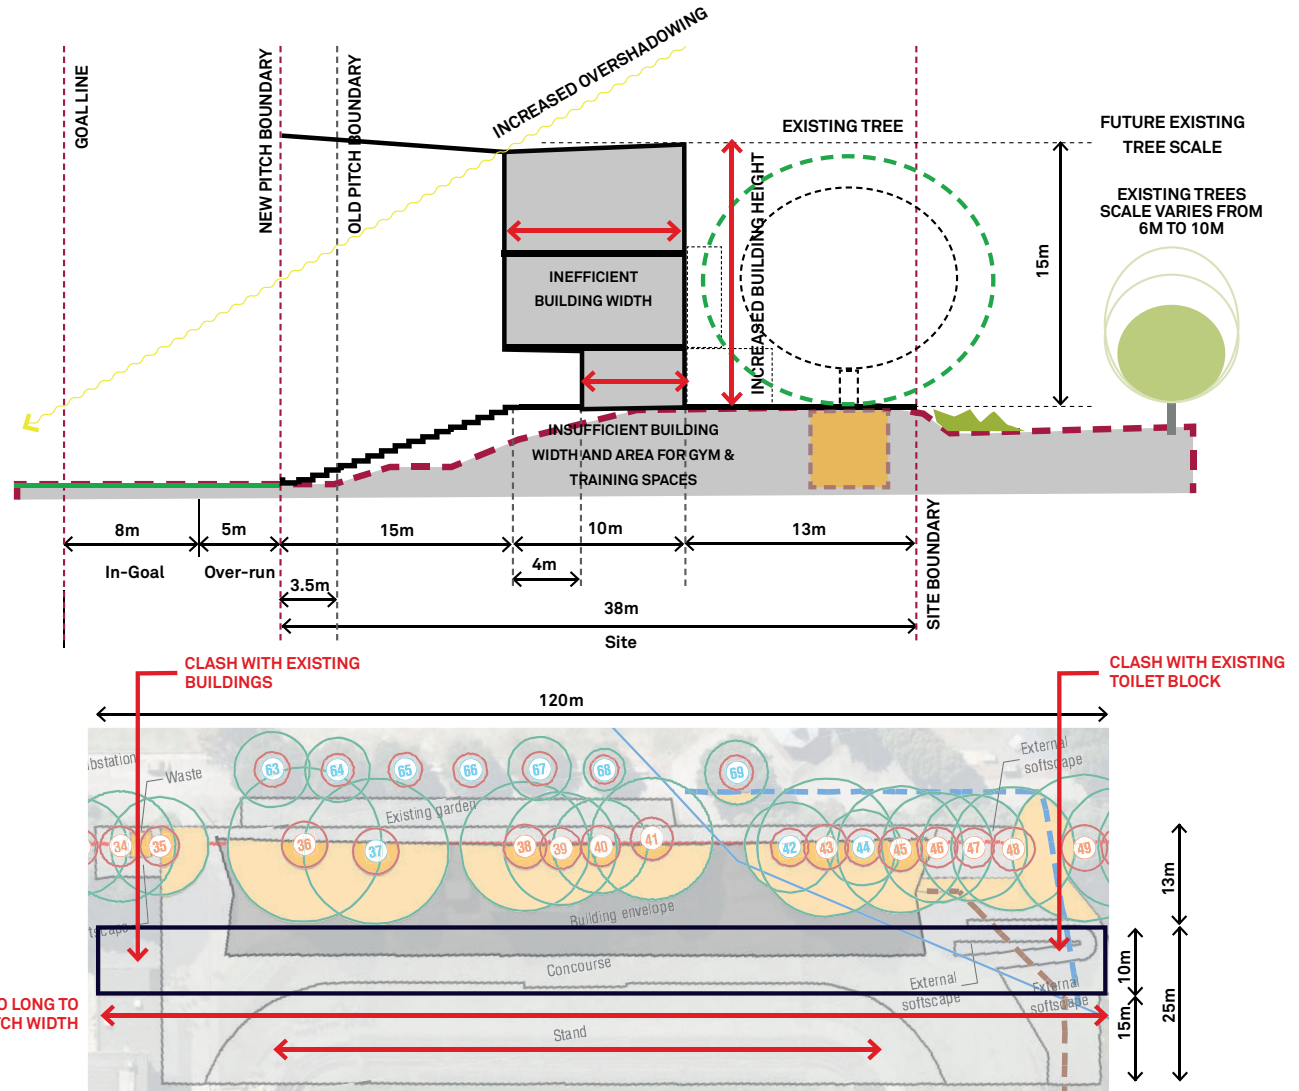 GOAL LINE
NEW PITCH BOUNDARY
OLD PITCH BOUNDARY
INCREASED OVERSHADOWING
EXISTING TREE
FUTURE EXISTING
TREE SCALE
EXISTING TREES
SCALE VARIES FROM
6M TO 10M
INCREASED BUILDING HEIGHT
15m
INEFFICIENT
BUILDING WIDTH
INSUFFICIENT BUILDING
WIDTH AND AREA FOR GYM &
TRAINING SPACES
8m
5m
15m
10m
13m
In-Goal
Over-run
4m
3.5m
38m
Site
SITE BOUNDARY
CLASH WITH EXISTING
BUILDINGS
CLASH WITH EXISTING
TOILET BLOCK
120m
bstation
Waste
63
64
65
66
67
68
69
External
softscape
Existing garden
34
35
36
37
38
39
40
41
42
43
44
45
46
47
48
49
13m
Building envelope
tscape
Concourse
External
softscape
External
softscape
10m
25m
15m
O LONG TO
TCH WIDTH
Stand